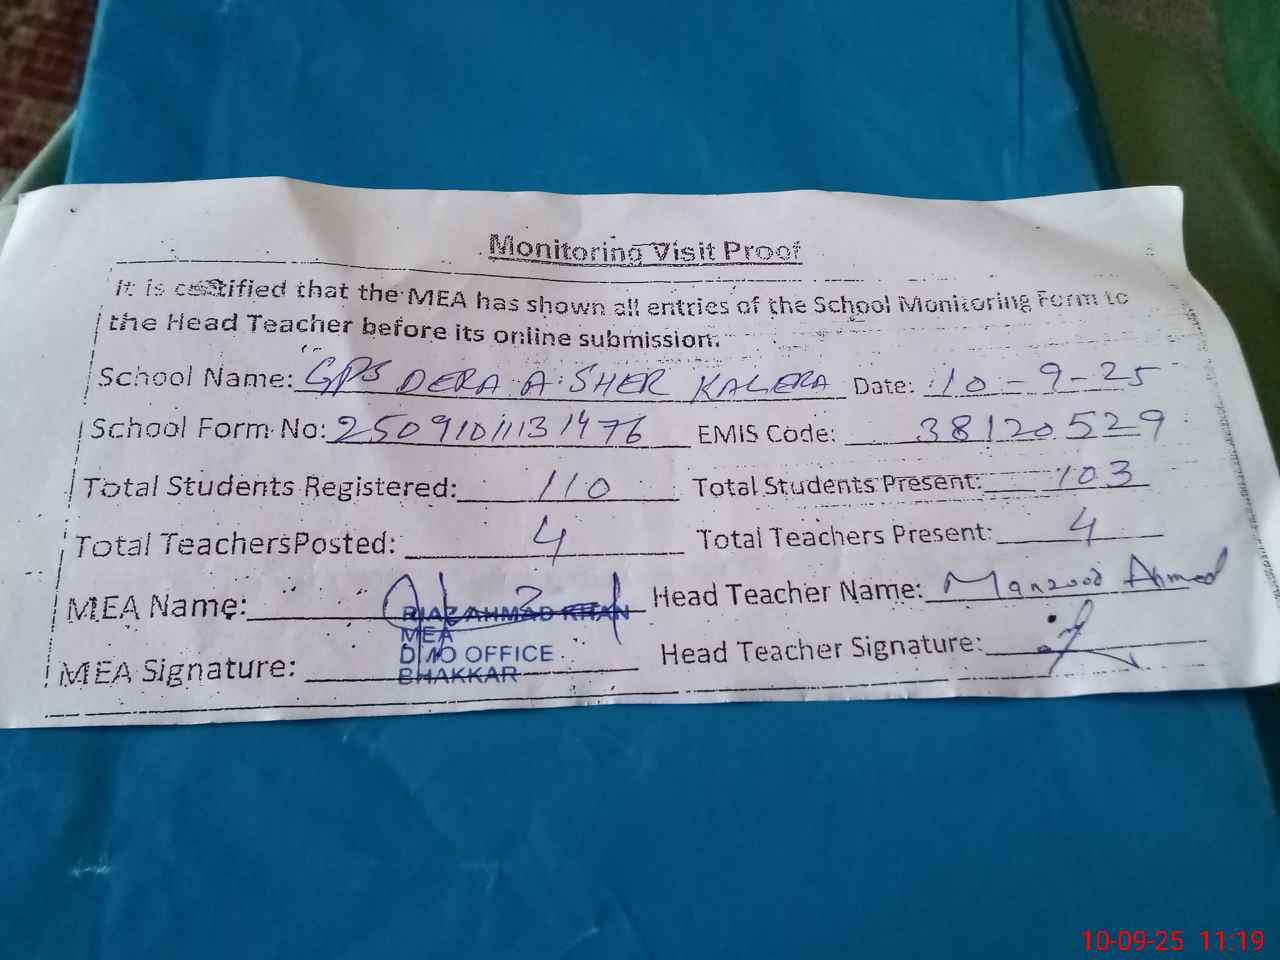 Monitoring Visit Proof
It is certified that the MEA has shown all entries of the School Monitoring Form to
the Head Teacher before its online submission.
School Name: GPS DERA A. SHER KALERA Date: 10-9-25
School Form No: 25091011131476 EMIS Code: 38120529
Total Students Registered: 110 Total Students Present: 103
Total TeachersPosted: 4 Total Teachers Present: 4
MEA Name: RIAZ AHMAD KHAN Head Teacher Name: Manzoor Ahmed
MEA
MEA Signature: Head Teacher Signature:
OFFICE
BHAKKAR
10-09-25 11:19